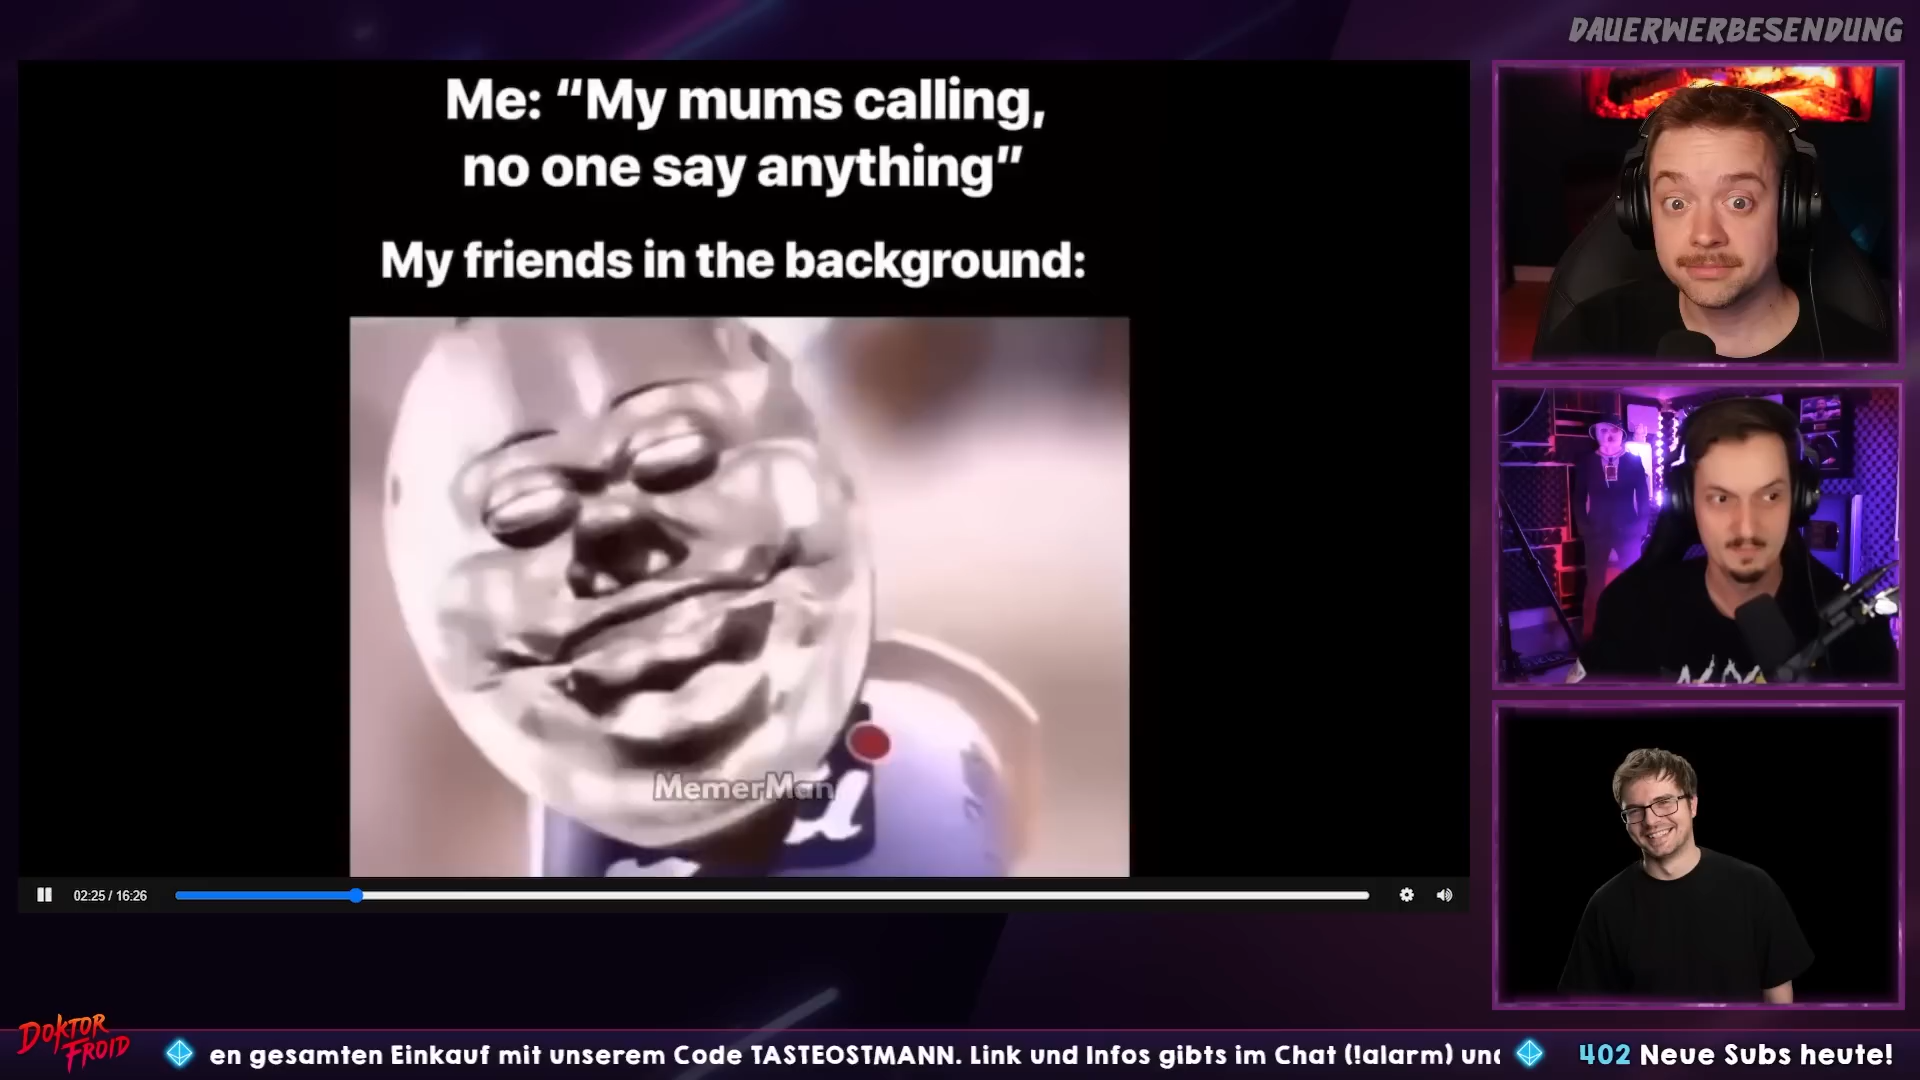 DAUERWERBESENDUNG
Me: “My mums calling,
no one say anything”
My friends in the background:
MemerMan
02:25 / 16:26
DOKTOR
FROID
en gesamten Einkauf mit unserem Code TASTEOSTMANN. Link und Infos gibts im Chat (!alarm) und
402 Neue Subs heute!